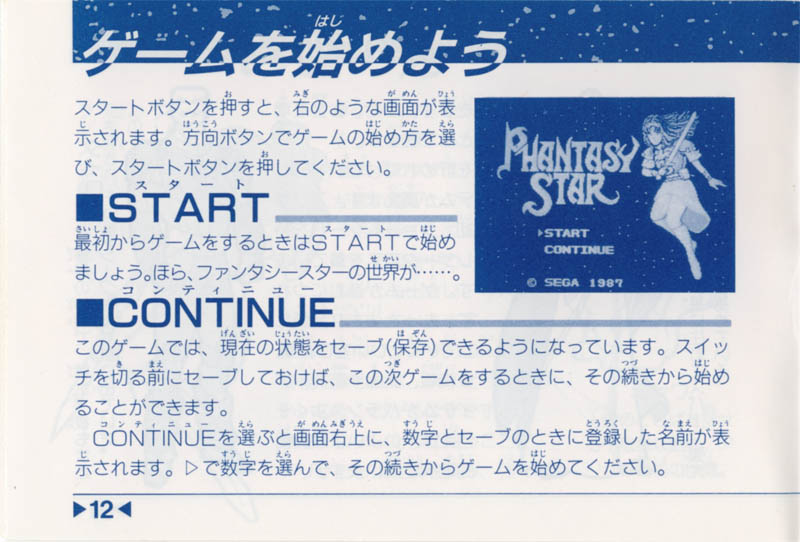 ゲームを始めよう
スタートボタンを押すと、右のような画面が表
示されます。方向ボタンでゲームの始め方を選
び、スタートボタンを押してください。
■START
最初からゲームをするときはSTARTで始め
ましょう。ほら、ファンタシースターの世界が……。
PHANTASY
STAR
START
CONTINUE
© SEGA 1987
■CONTINUE
このゲームでは、現在の状態をセーブ(保存)できるようになっています。スイッ
チを切る前にセーブしておけば、この次ゲームをするときに、その続きから始め
ることができます。
CONTINUEを選ぶと画面右上に、数字とセーブのときに登録した名前が表
示されます。▷で数字を選んで、その続きからゲームを始めてください。
▶12◀